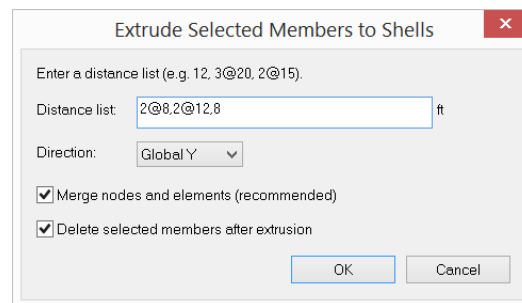 Extrude Selected Members to Shells
Enter a distance list (e.g. 12, 3@20, 2@15).
Distance list: 2@8,2@12,8 ft
Direction: Global Y
Merge nodes and elements (recommended)
Delete selected members after extrusion
OK Cancel